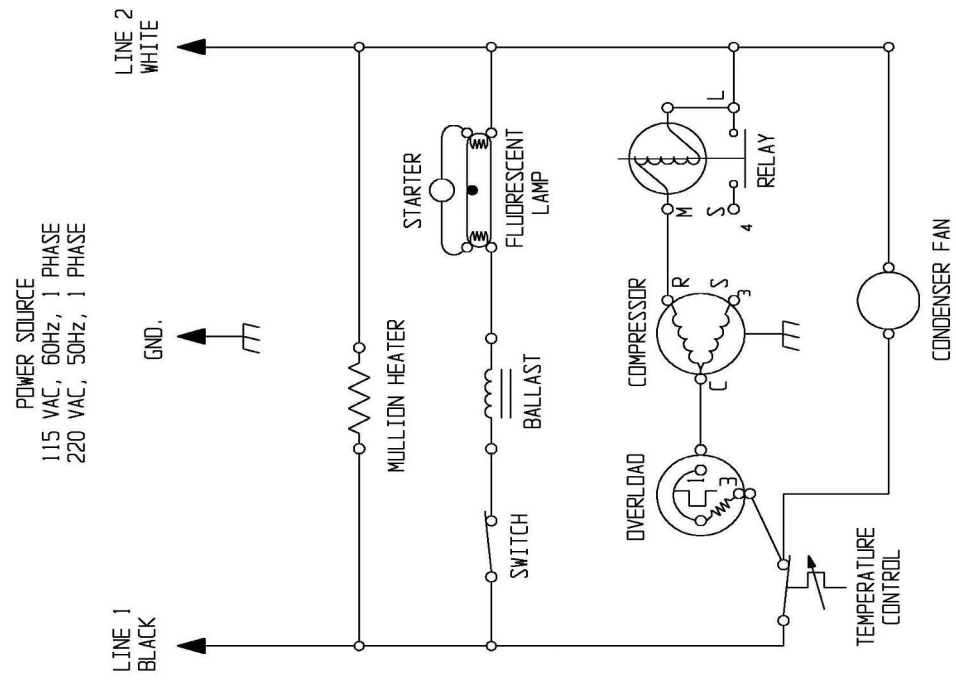 POWER SOURCE
115 VAC, 60Hz, 1 PHASE
220 VAC, 50Hz, 1 PHASE
LINE 1
BLACK
GND.
LINE 2
WHITE
MULLION HEATER
STARTER
SWITCH
BALLAST
FLUORESCENT
LAMP
OVERLOAD
1
3
COMPRESSOR
C
R
S
3
M
L
S
4
RELAY
TEMPERATURE
CONTROL
CONDENSER FAN